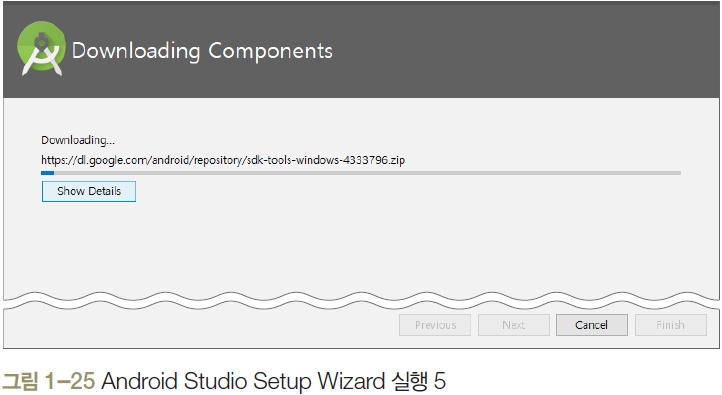 Downloading Components
Downloading...
https://dl.google.com/android/repository/sdk-tools-windows-4333796.zip
Show Details
Previous Next Cancel Finish
그림 1-25 Android Studio Setup Wizard 실행 5